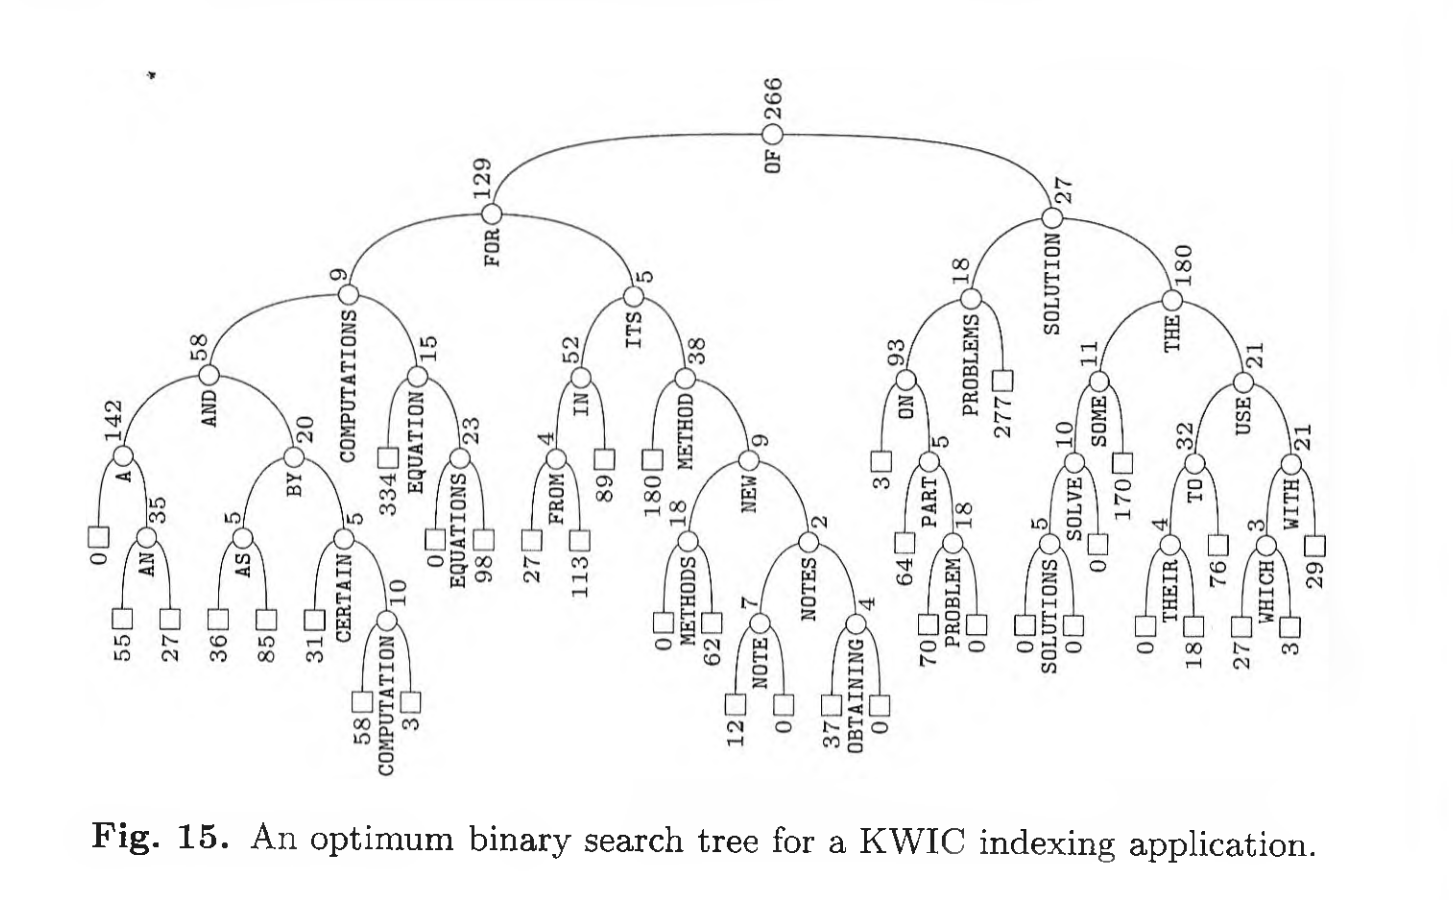 266
OF
129
FOR
27
SOLUTION
9
COMPUTATIONS
5
ITS
18
PROBLEMS
180
THE
58
AND
15
EQUATION
52
IN
38
METHOD
93
ON
277
11
SOME
21
USE
142
A
20
BY
334
23
EQUATIONS
4
FROM
89
180
9
NEW
3
5
PART
10
SOLVE
170
32
TO
21
WITH
0
35
AN
5
AS
5
CERTAIN
0
98
27
113
18
METHODS
2
NOTES
64
18
PROBLEM
5
SOLUTIONS
0
4
THEIR
76
3
WHICH
29
55
27
36
85
31
10
COMPUTATION
0
62
7
NOTE
4
OBTAINING
70
0
0
0
0
18
27
3
58
3
12
0
37
0
Fig. 15. An optimum binary search tree for a KWIC indexing application.